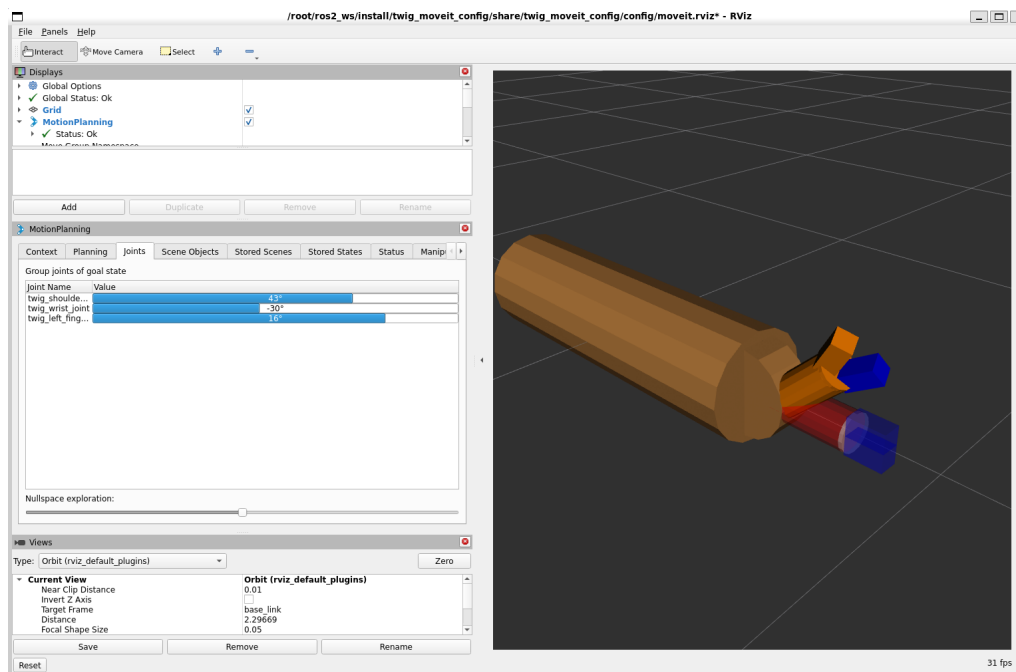 /root/ros2_ws/install/twig_moveit_config/share/twig_moveit_config/config/moveit.rviz* - RViz
File Panels Help
Interact Move Camera Select
Displays
Global Options
Global Status: Ok
Grid
MotionPlanning
Status: Ok
Move Group Namespace
Add Duplicate Remove Rename
MotionPlanning
Context Planning Joints Scene Objects Stored Scenes Stored States Status Manip
Group joints of goal state
Joint Name Value
twig_shoulde... 43°
twig_wrist_joint -30°
twig_left_fing... 16°
Nullspace exploration:
Views
Type: Orbit (rviz_default_plugins) Zero
Current View Orbit (rviz_default_plugins)
Near Clip Distance 0.01
Invert Z Axis
Target Frame base_link
Distance 2.29669
Focal Shape Size 0.05
Save Remove Rename
Reset 31 fps